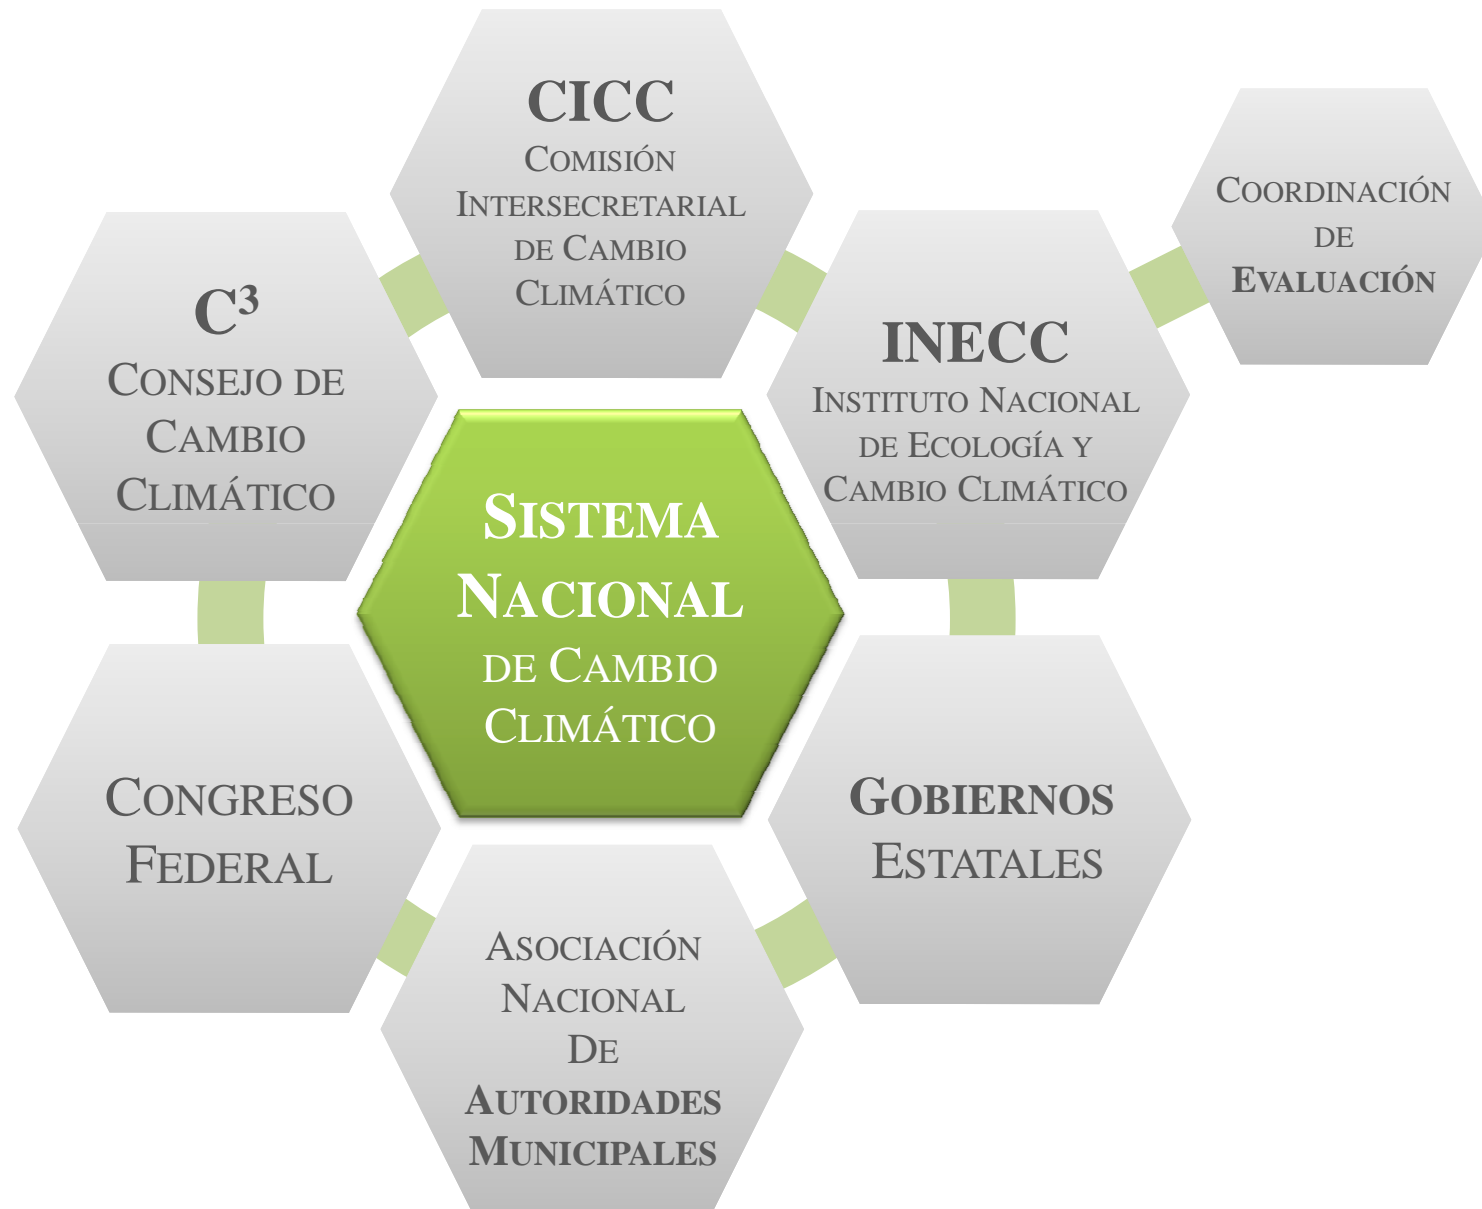 CICC
Comisión
Intersecretarial
de Cambio
Climático
Coordinación
de
Evaluación
C³
Consejo de
Cambio
Climático
INECC
Instituto Nacional
de Ecología y
Cambio Climático
Sistema
Nacional
de Cambio
Climático
Congreso
Federal
Gobiernos
Estatales
Asociación
Nacional
De
Autoridades
Municipales